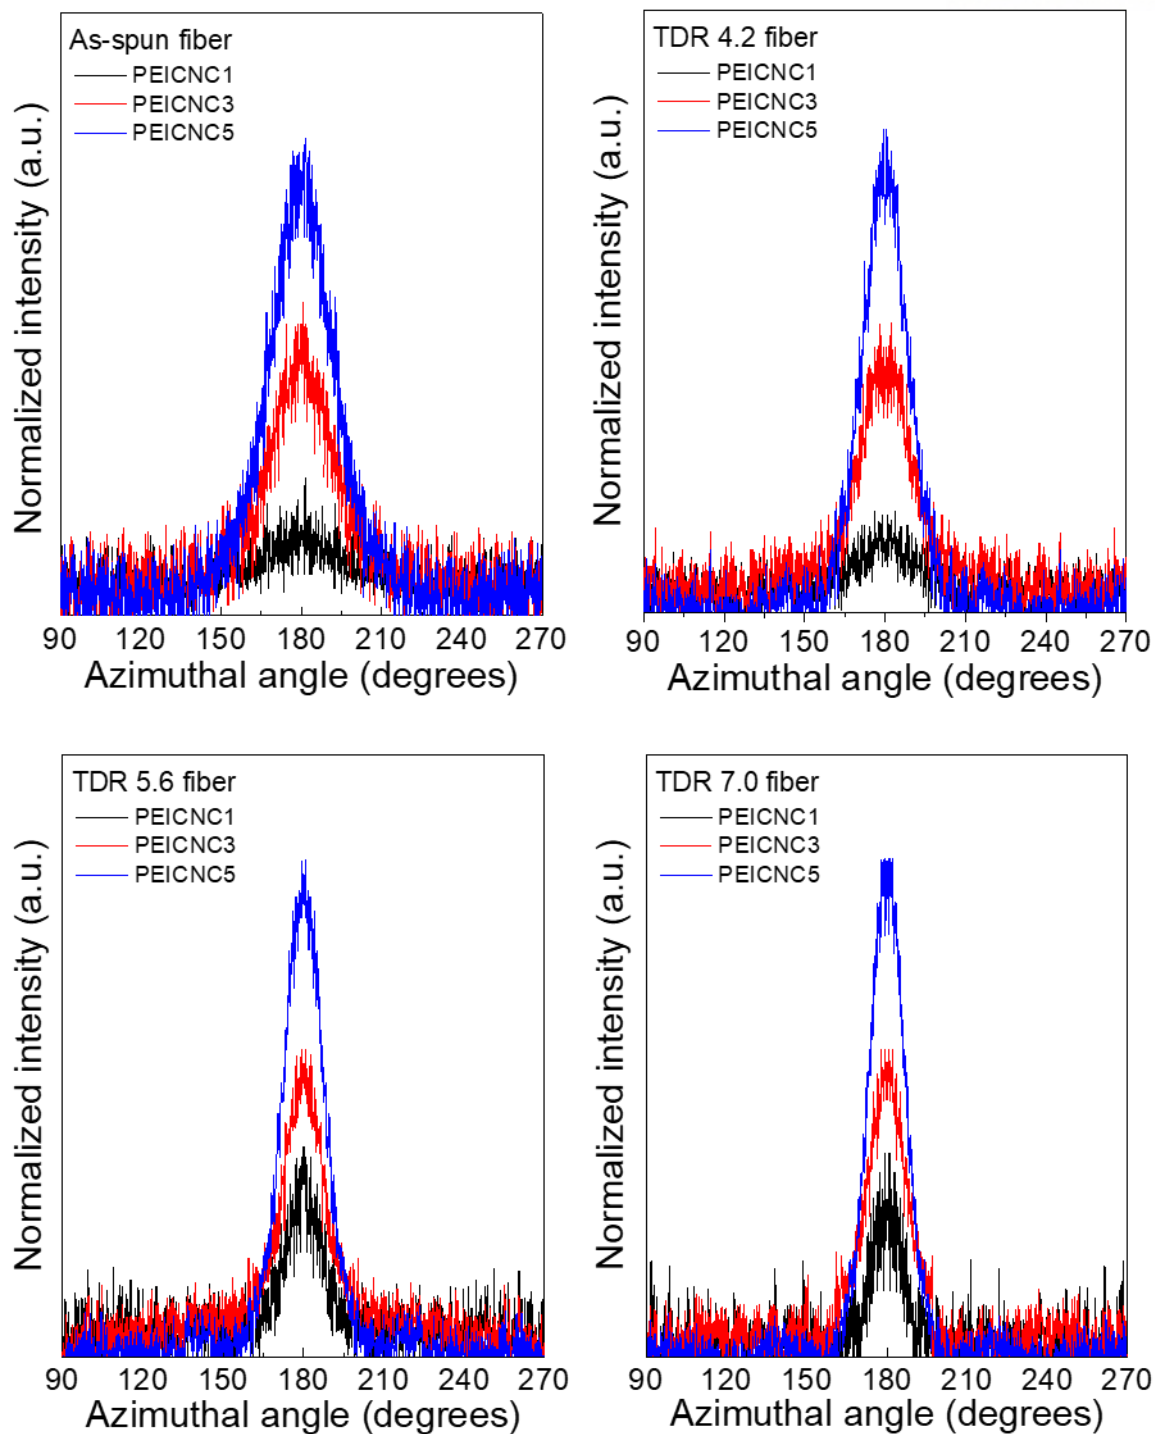 As-spun fiber
PEICNC1
PEICNC3
PEICNC5
Normalized intensity (a.u.)
90 120 150 180 210 240 270
Azimuthal angle (degrees)
TDR 4.2 fiber
PEICNC1
PEICNC3
PEICNC5
Normalized intensity (a.u.)
90 120 150 180 210 240 270
Azimuthal angle (degrees)
TDR 5.6 fiber
PEICNC1
PEICNC3
PEICNC5
Normalized intensity (a.u.)
90 120 150 180 210 240 270
Azimuthal angle (degrees)
TDR 7.0 fiber
PEICNC1
PEICNC3
PEICNC5
Normalized intensity (a.u.)
90 120 150 180 210 240 270
Azimuthal angle (degrees)